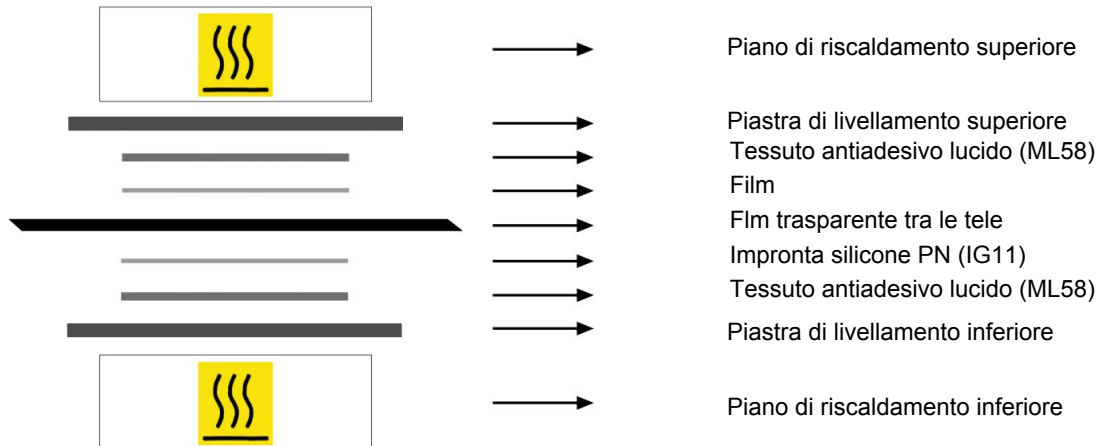 Piano di riscaldamento superiore
Piastra di livellamento superiore
Tessuto antiadesivo lucido (ML58)
Film
Flm trasparente tra le tele
Impronta silicone PN (IG11)
Tessuto antiadesivo lucido (ML58)
Piastra di livellamento inferiore
Piano di riscaldamento inferiore